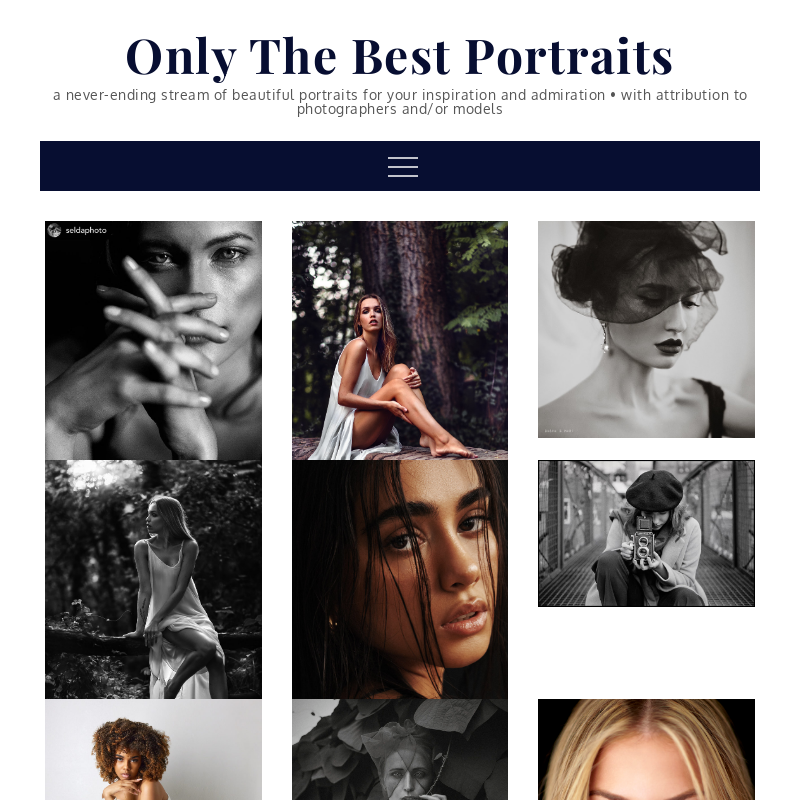 Only The Best Portraits
a never-ending stream of beautiful portraits for your inspiration and admiration • with attribution to
photographers and/or models
seldaphoto